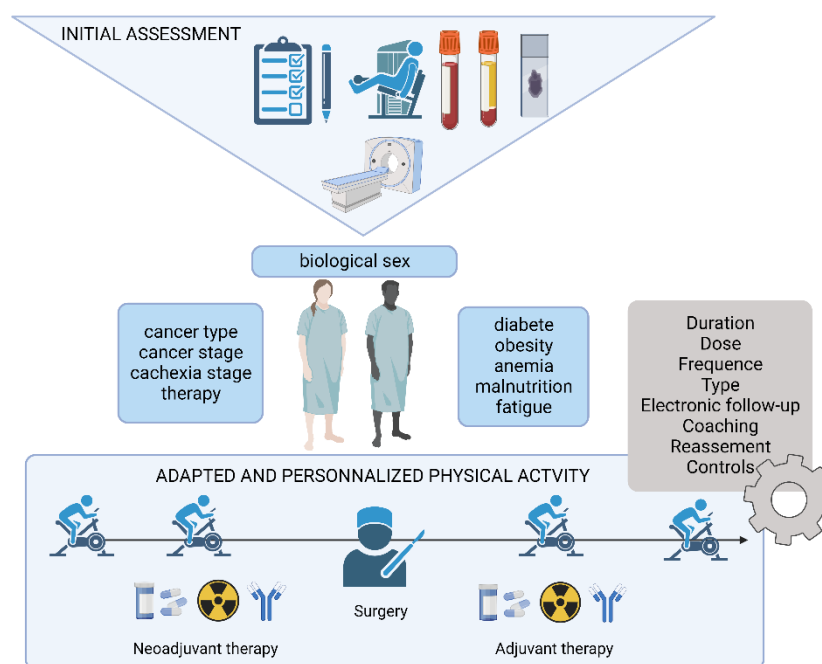 INITIAL ASSESSMENT
biological sex
cancer type
cancer stage
cachexia stage
therapy
diabete
obesity
anemia
malnutrition
fatigue
Duration
Dose
Frequence
Type
Electronic follow-up
Coaching
Reassement
Controls
ADAPTED AND PERSONNALIZED PHYSICAL ACTVITY
Surgery
Neoadjuvant therapy
Adjuvant therapy